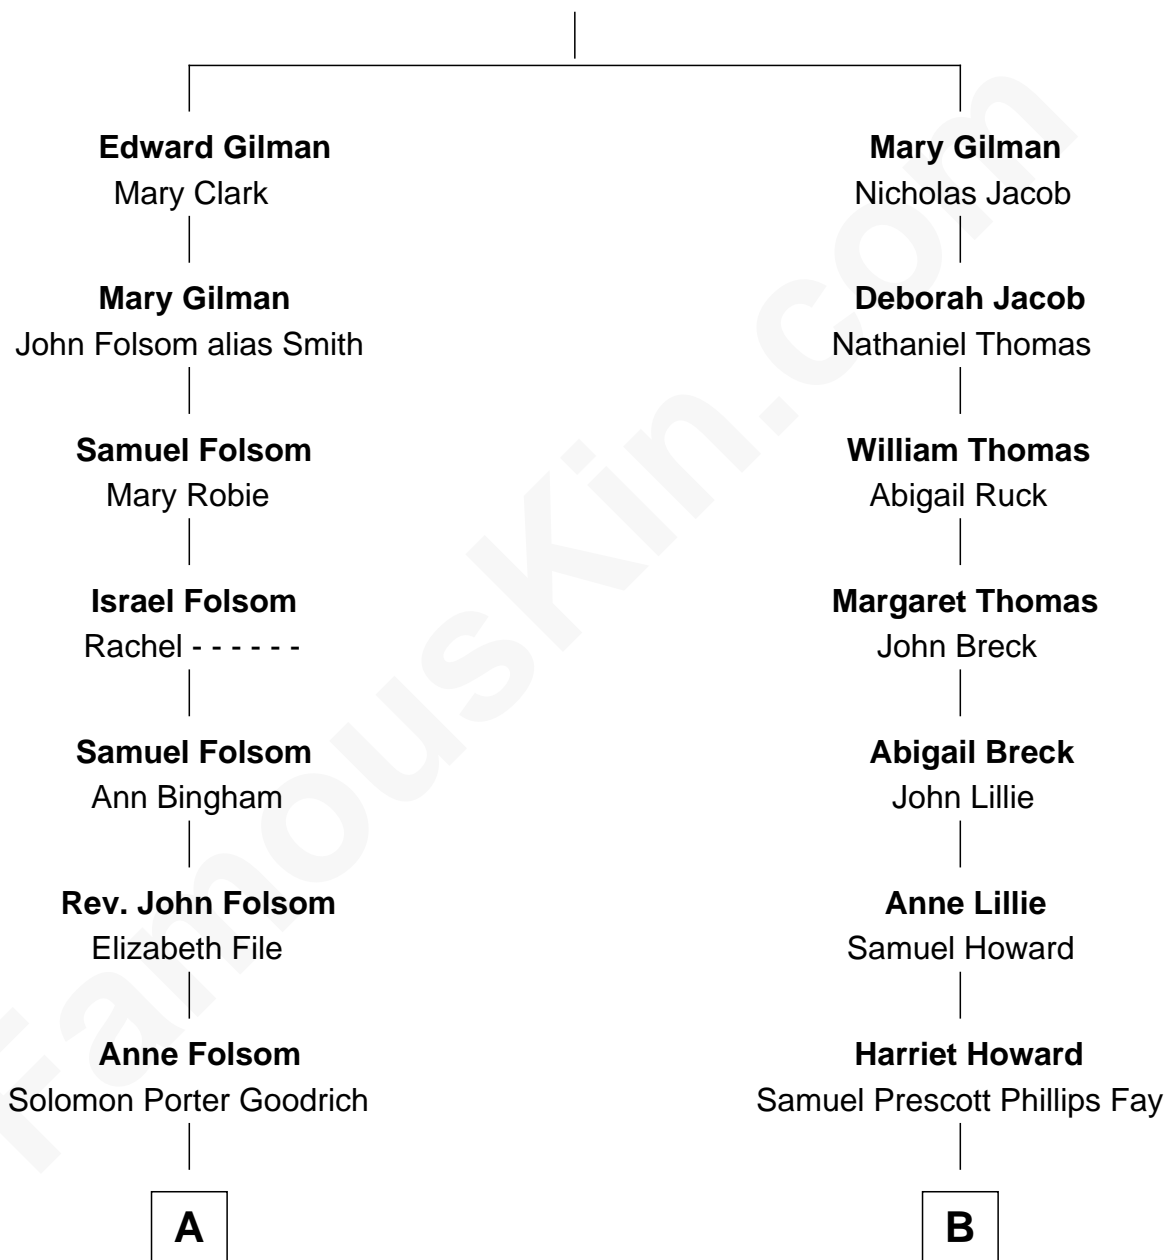 Edward Gilman
Mary Clark
Mary Gilman
John Folsom alias Smith
Samuel Folsom
Mary Robie
Israel Folsom
Rachel - - - - - -
Samuel Folsom
Ann Bingham
Rev. John Folsom
Elizabeth File
Anne Folsom
Solomon Porter Goodrich
A
Mary Gilman
Nicholas Jacob
Deborah Jacob
Nathaniel Thomas
William Thomas
Abigail Ruck
Margaret Thomas
John Breck
Abigail Breck
John Lillie
Anne Lillie
Samuel Howard
Harriet Howard
Samuel Prescott Phillips Fay
B
FamousKin.com